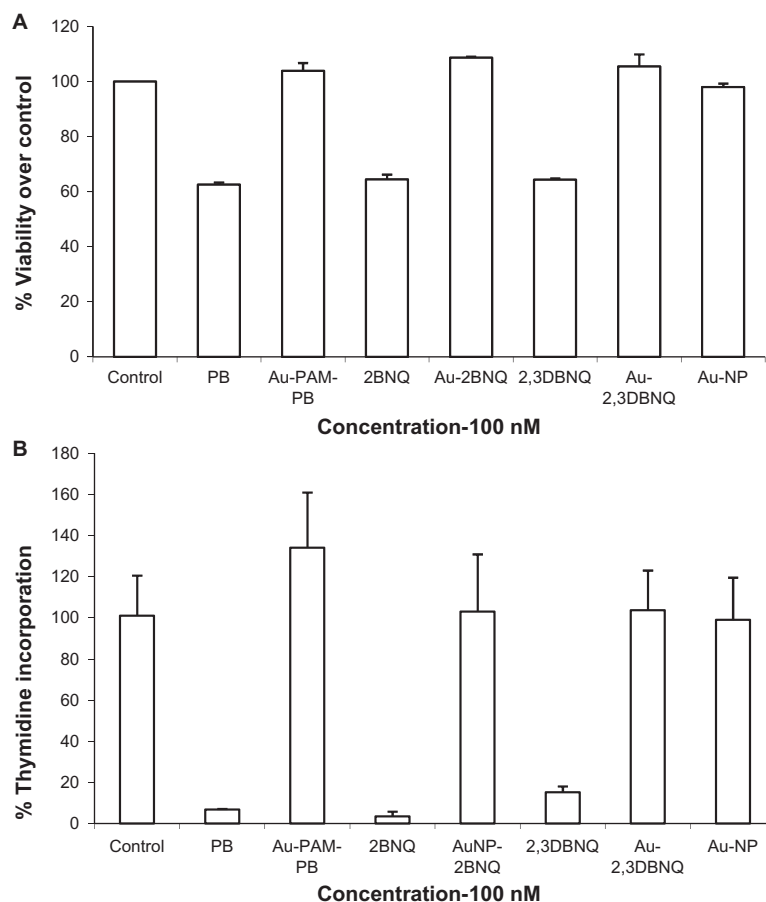 A
% Viability over control
120
100
80
60
40
20
0
Control PB Au-PAM- 2BNQ Au-2BNQ 2,3DBNQ Au- Au-NP
PB 2,3DBNQ
Concentration-100 nM
B
% Thymidine incorporation
180
160
140
120
100
80
60
40
20
0
Control PB Au-PAM- 2BNQ AuNP- 2,3DBNQ Au- Au-NP
PB 2BNQ 2,3DBNQ
Concentration-100 nM